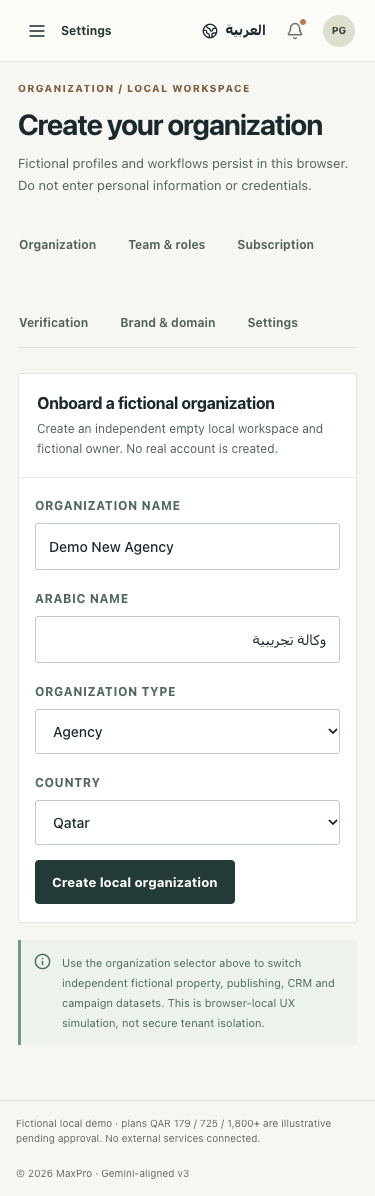 Settings
العربية
PG
ORGANIZATION / LOCAL WORKSPACE
Create your organization
Fictional profiles and workflows persist in this browser.
Do not enter personal information or credentials.
Organization Team & roles Subscription
Verification Brand & domain Settings
Onboard a fictional organization
Create an independent empty local workspace and
fictional owner. No real account is created.
ORGANIZATION NAME
Demo New Agency
ARABIC NAME
وكالة تجريبية
ORGANIZATION TYPE
Agency
COUNTRY
Qatar
Create local organization
Use the organization selector above to switch
independent fictional property, publishing, CRM and
campaign datasets. This is browser-local UX
simulation, not secure tenant isolation.
Fictional local demo · plans QAR 179 / 725 / 1,800+ are illustrative
pending approval. No external services connected.
© 2026 MaxPro · Gemini-aligned v3